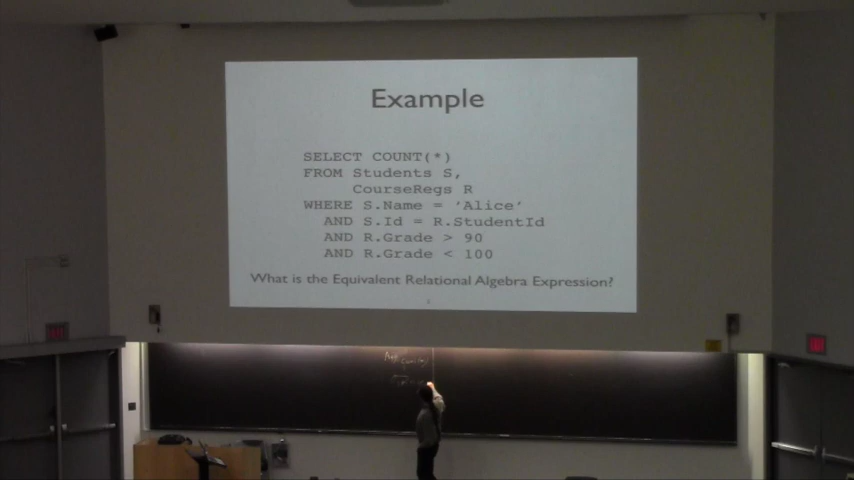 Example
SELECT COUNT(*)
FROM Students S,
CourseRegs R
WHERE S.Name = 'Alice'
AND S.Id = R.StudentId
AND R.Grade > 90
AND R.Grade < 100
What is the Equivalent Relational Algebra Expression?